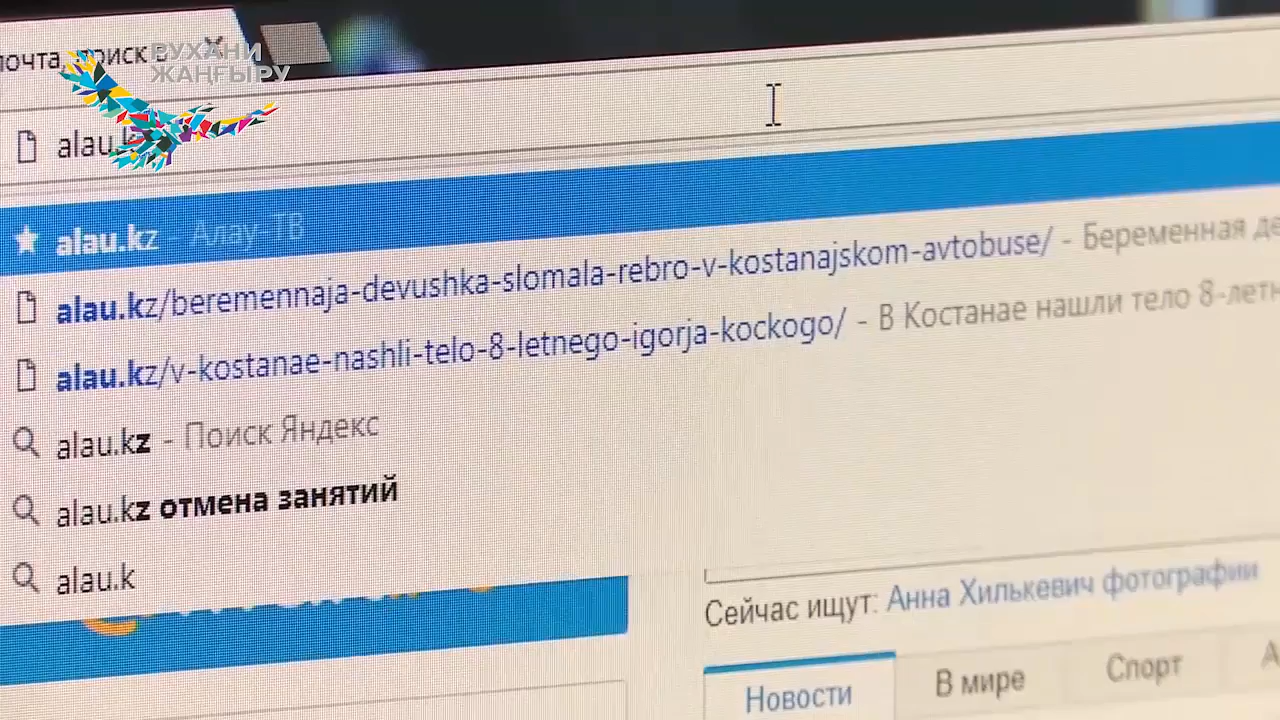 почта, поиск в
РУХАНИ
ЖАҢҒЫРУ
alau.k
alau.kz - Алау-ТВ
alau.kz/beremennaja-devushka-slomala-rebro-v-kostanajskom-avtobuse/ - Беременная де
alau.kz/v-kostanae-nashli-telo-8-letnego-igorja-kockogo/ - В Костанае нашли тело 8-летн
alau.kz - Поиск Яндекс
alau.kz отмена занятий
alau.k
Сейчас ищут: Анна Хилькевич фотографии
Новости В мире Спорт А